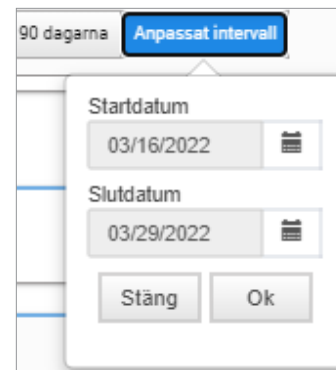 90 dagarna Anpassat intervall
Startdatum
03/16/2022
Slutdatum
03/29/2022
Stäng Ok